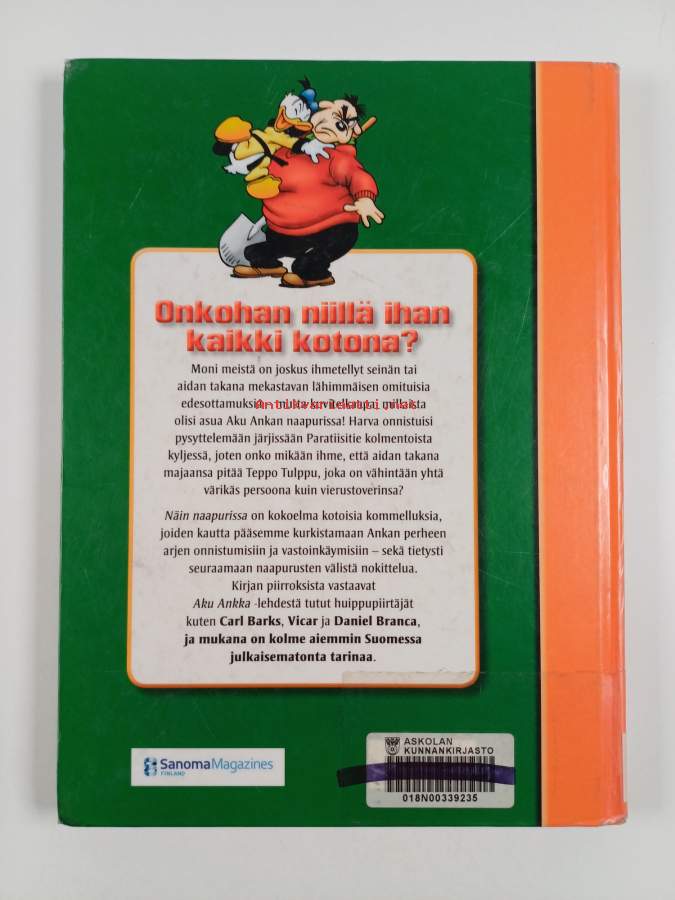 Onkohan niillä ihan
kaikki kotona?
Moni meistä on joskus ihmetellyt seinän tai
aidan takana mekastavan lähimmäisen omituisia
edesottamuksia – mutta kuvitelkaapa, millaista
olisi asua Aku Ankan naapurissa! Harva onnistuisi
pysyttelemään järjissään Paratiisitie kolmentoista
kyljessä, joten onko mikään ihme, että aidan takana
majaansa pitää Teppo Tulppu, joka on vähintään yhtä
värikäs persoona kuin vierustoverinsa?
Näin naapurissa on kokoelma kotoisia kommelluksia,
joiden kautta pääsemme kurkistamaan Ankan perheen
arjen onnistumisiin ja vastoinkäymisiin – sekä tietysti
seuraamaan naapurusten välistä nokittelua.
Kirjan piirroksista vastaavat
Aku Ankka -lehdestä tutut huippupiirtäjät
kuten Carl Barks, Vicar ja Daniel Branca,
ja mukana on kolme aiemmin Suomessa
julkaisematonta tarinaa.
SanomaMagazines
FINLAND
ASKOLAN
KUNNANKIRJASTO
018N00339235